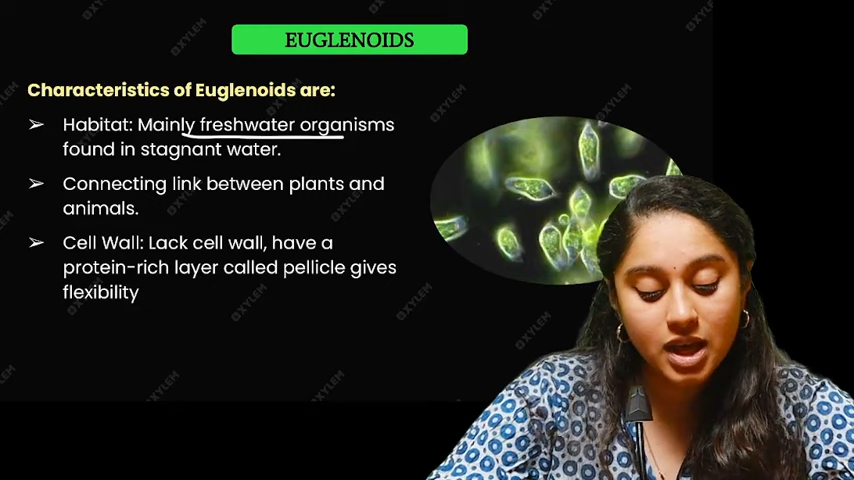 EUGLENOIDS
Characteristics of Euglenoids are:
➢ Habitat: Mainly freshwater organisms
found in stagnant water.
➢ Connecting link between plants and
animals.
➢ Cell Wall: Lack cell wall, have a
protein-rich layer called pellicle gives
flexibility
OXYLEM